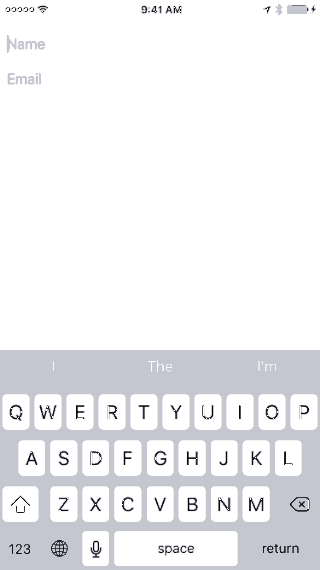 9:41 AM
Name
Email
I The I'm
Q W E R T Y U I O P
A S D F G H J K L
Z X C V B N M
123 space return